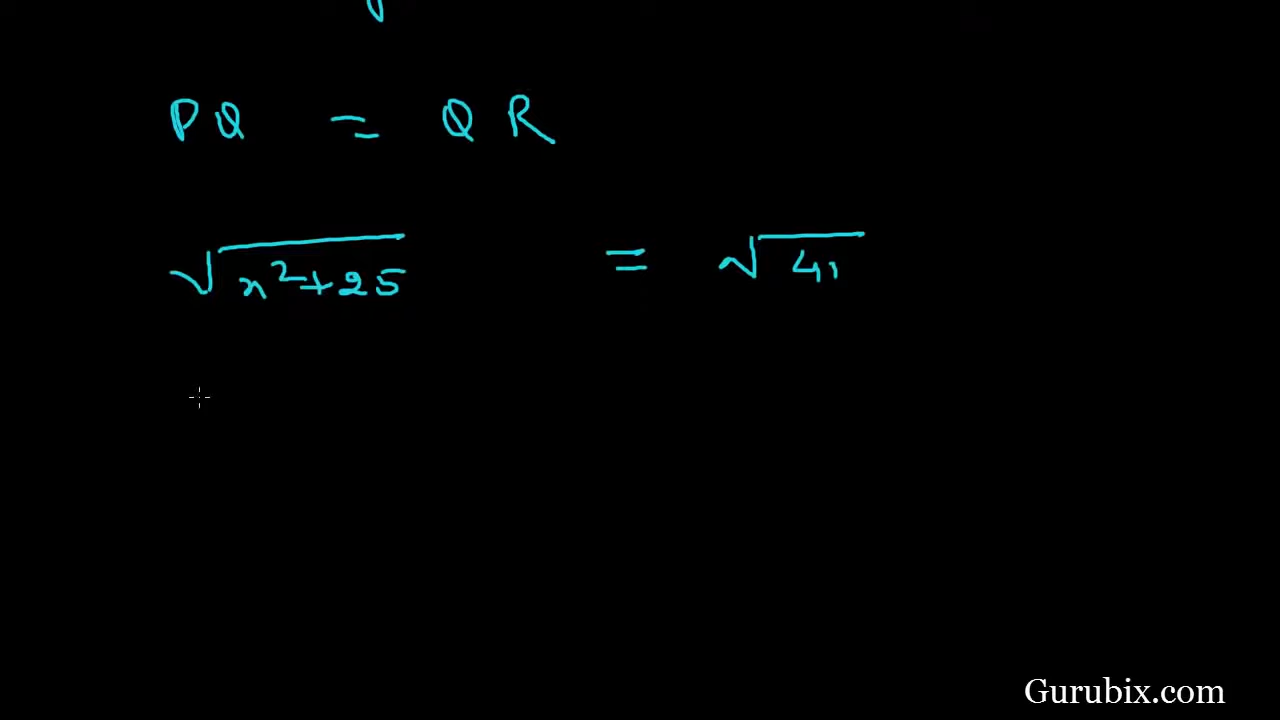 PQ = QR
√(x²+25) = √41
Gurubix.com